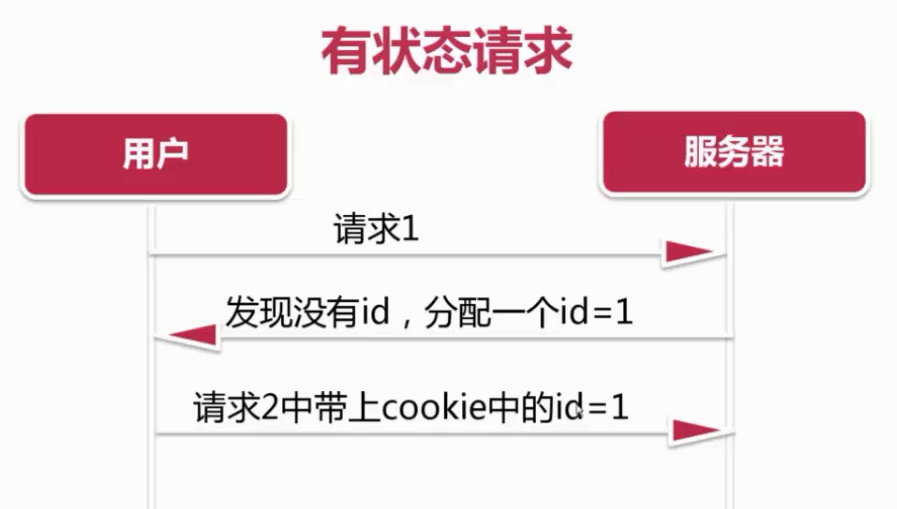 有状态请求
用户
服务器
请求1
发现没有id，分配一个id=1
请求2中带上cookie中的id=1